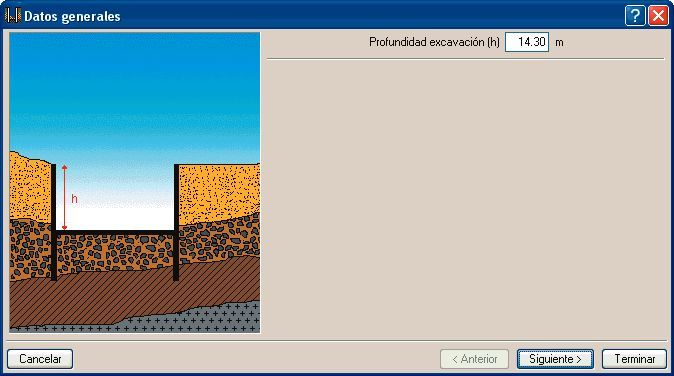 Datos generales
Profundidad excavación (h) 14.30 m
h
Cancelar < Anterior Siguiente > Terminar